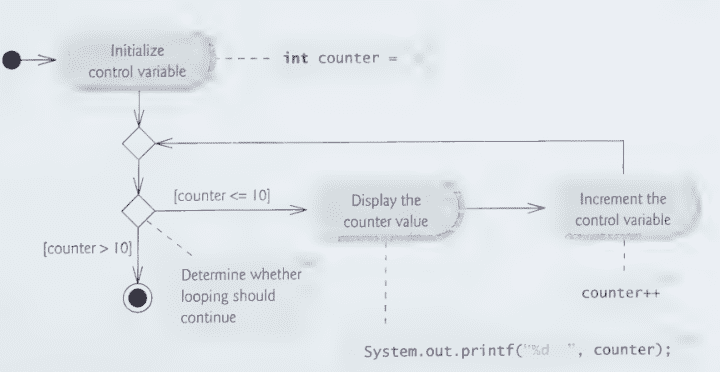 Initialize
control variable
int counter =
[counter <= 10]
Display the
counter value
Increment the
control variable
[counter > 10]
Determine whether
looping should
continue
counter++
System.out.printf("%d ", counter);